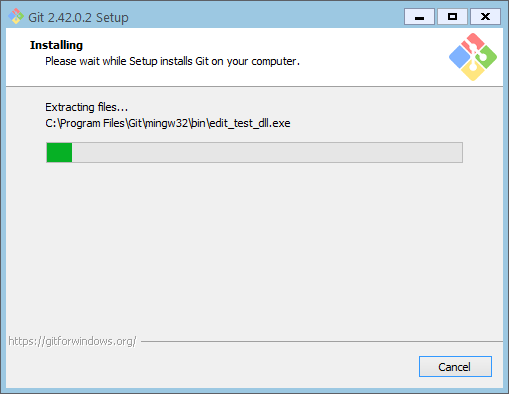 Git 2.42.0.2 Setup
Installing
Please wait while Setup installs Git on your computer.
Extracting files...
C:\Program Files\Git\mingw32\bin\edit_test_dll.exe
https://gitforwindows.org/
Cancel